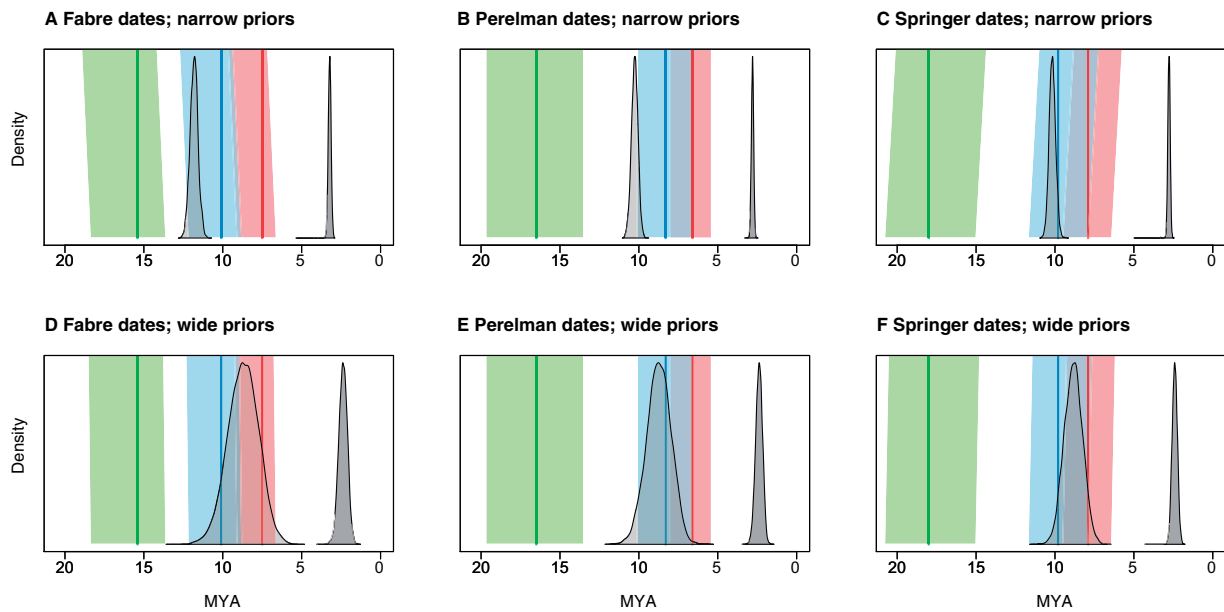 A Fabre dates; narrow priors
B Perelman dates; narrow priors
C Springer dates; narrow priors
Density
20 15 10 5 0
20 15 10 5 0
20 15 10 5 0
D Fabre dates; wide priors
E Perelman dates; wide priors
F Springer dates; wide priors
Density
20 15 10 5 0
20 15 10 5 0
20 15 10 5 0
MYA
MYA
MYA